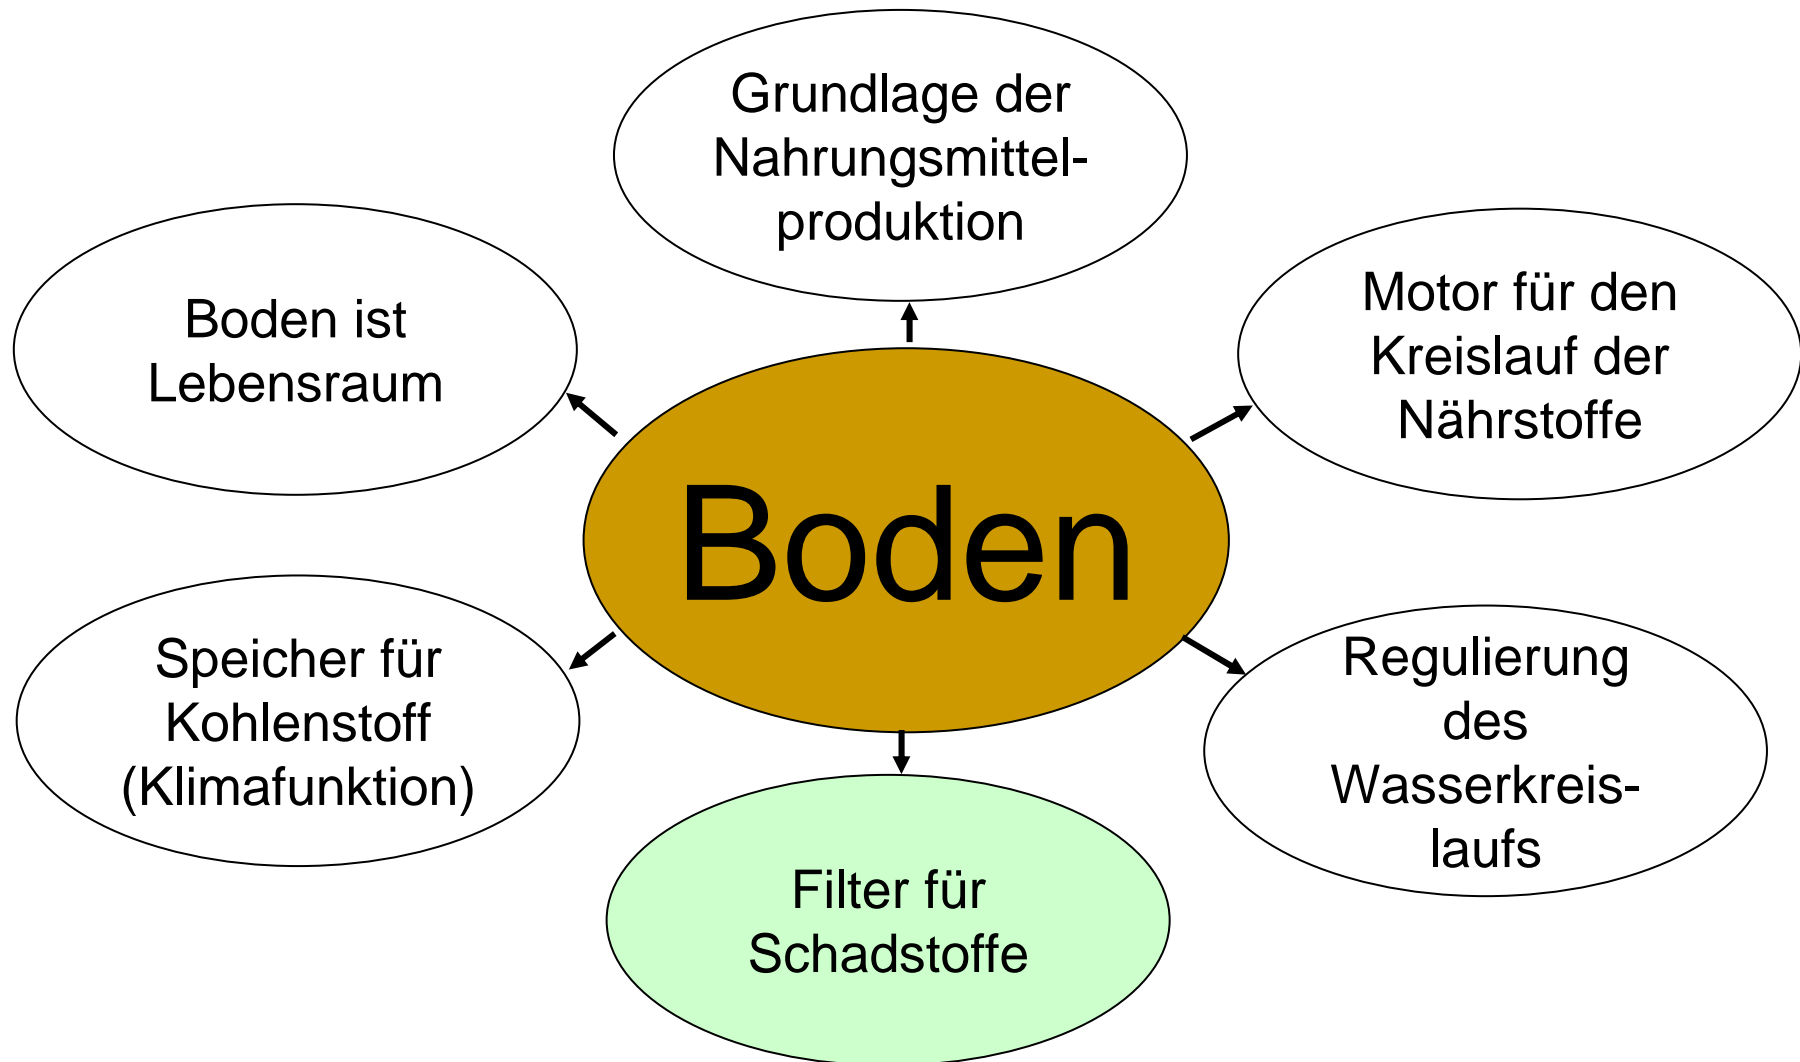 Grundlage der
Nahrungsmittel-
produktion
Boden ist
Lebensraum
Motor für den
Kreislauf der
Nährstoffe
Boden
Speicher für
Kohlenstoff
(Klimafunktion)
Regulierung
des
Wasserkreis-
laufs
Filter für
Schadstoffe